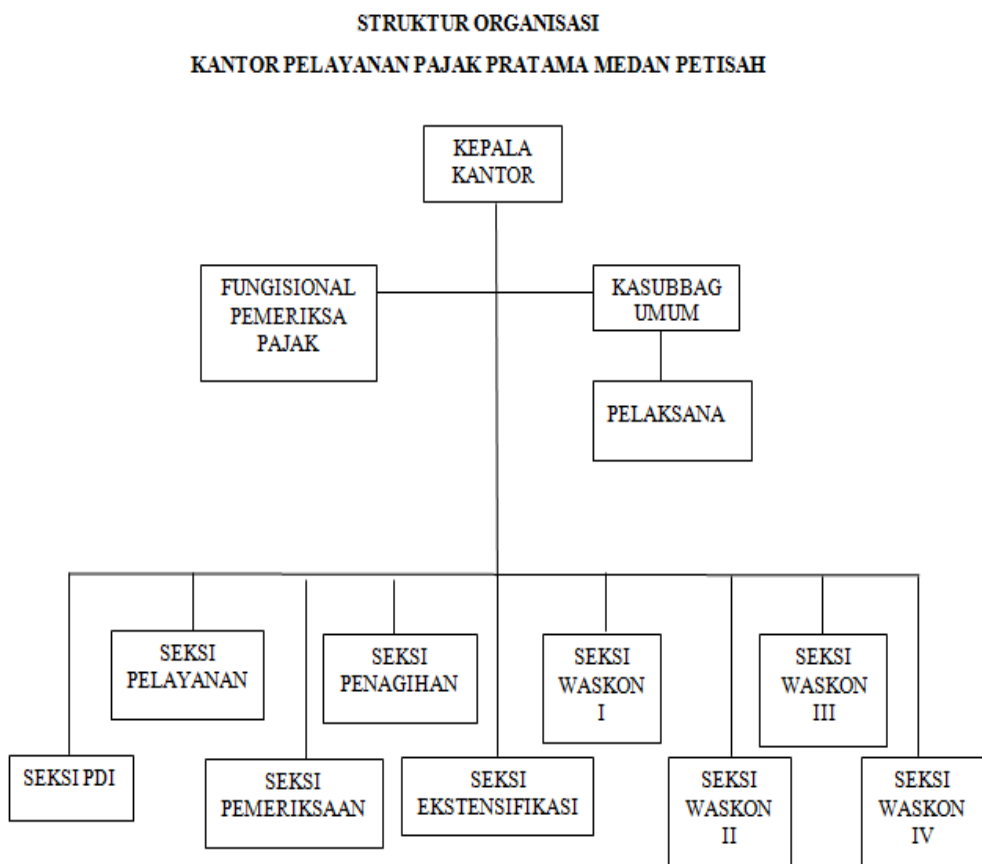 STRUKTUR ORGANISASI
KANTOR PELAYANAN PAJAK PRATAMA MEDAN PETISAH
KEPALA
KANTOR
FUNGISIONAL
PEMERIKSA
PAJAK
KASUBBAG
UMUM
PELAKSANA
SEKSI
PELAYANAN
SEKSI
PENAGIHAN
SEKSI
WASKON
I
SEKSI
WASKON
III
SEKSI PDI
SEKSI
PEMERIKSAAN
SEKSI
EKSTENSIFIKASI
SEKSI
WASKON
II
SEKSI
WASKON
IV